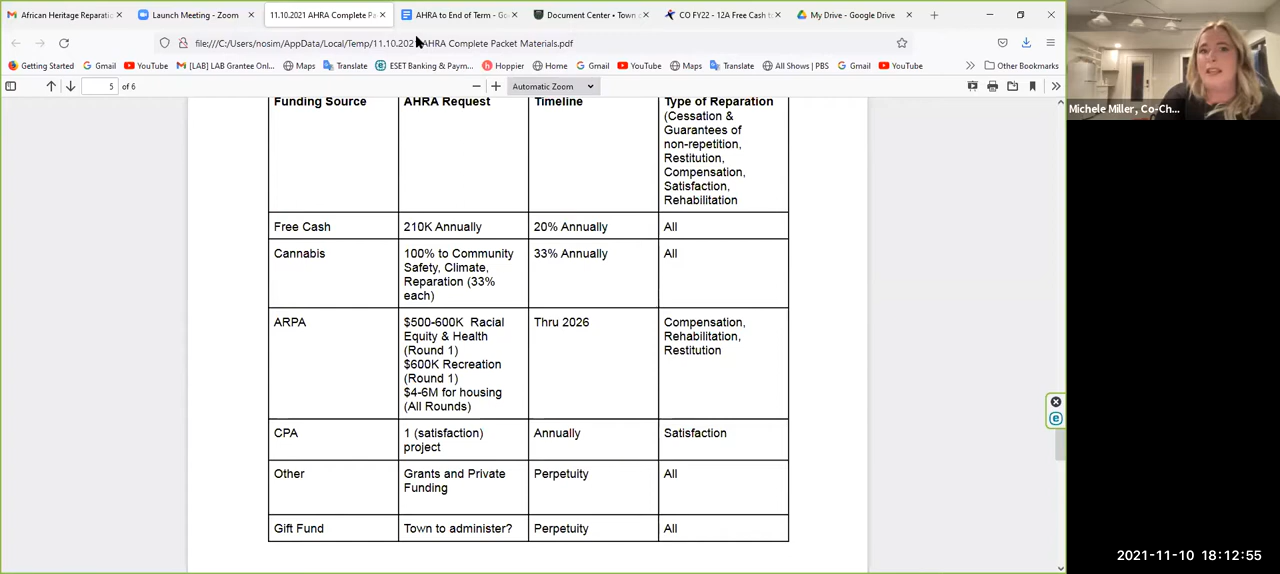 African Heritage Reparatio
Launch Meeting - Zoom
11.10.2021 AHRA Complete Pa
AHRA to End of Term - Go
Document Center • Town o
CO FY22 - 12A Free Cash to
My Drive - Google Drive
file:///C:/Users/nosim/AppData/Local/Temp/11.10.202 AHRA Complete Packet Materials.pdf
Getting Started
Gmail
YouTube
[LAB] LAB Grantee Onl...
Maps
Translate
ESET Banking & Paym...
Hoopier
Home
Gmail
YouTube
Maps
Translate
All Shows | PBS
Gmail
YouTube
Other Bookmarks
5 of 6
Automatic Zoom
Michele Miller, Co-Ch...
Funding Source
AHRA Request
Timeline
Type of Reparation
(Cessation &
Guarantees of
non-repetition,
Restitution,
Compensation,
Satisfaction,
Rehabilitation
Free Cash
210K Annually
20% Annually
All
Cannabis
100% to Community
Safety, Climate,
Reparation (33%
each)
33% Annually
All
ARPA
$500-600K Racial
Equity & Health
(Round 1)
$600K Recreation
(Round 1)
$4-6M for housing
(All Rounds)
Thru 2026
Compensation,
Rehabilitation,
Restitution
CPA
1 (satisfaction)
project
Annually
Satisfaction
Other
Grants and Private
Funding
Perpetuity
All
Gift Fund
Town to administer?
Perpetuity
All
2021-11-10 18:12:55